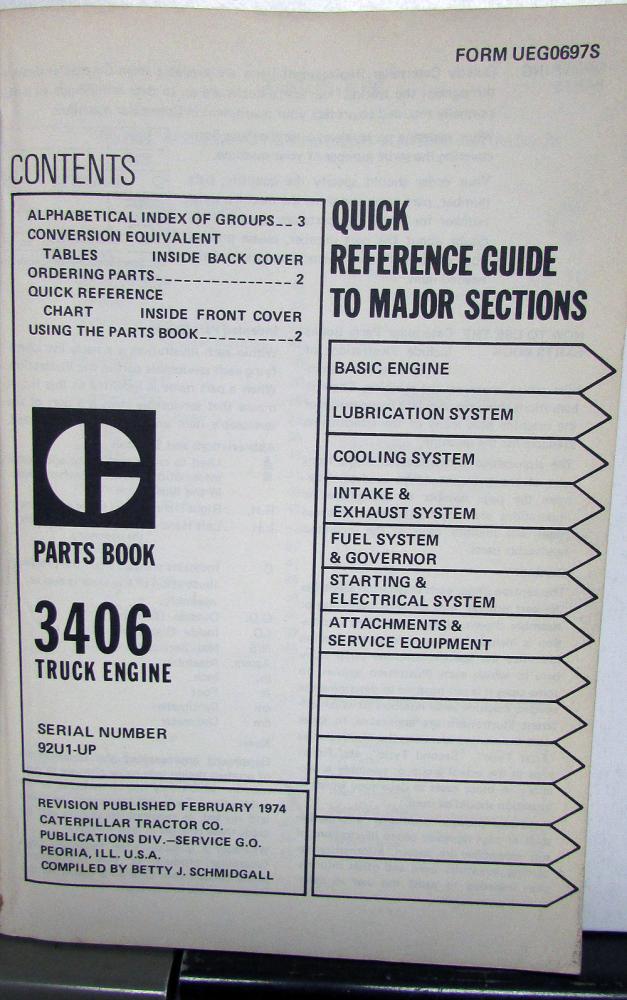 FORM UEG0697S
CONTENTS
ALPHABETICAL INDEX OF GROUPS__ 3
CONVERSION EQUIVALENT
TABLES INSIDE BACK COVER
ORDERING PARTS_______________ 2
QUICK REFERENCE
CHART INSIDE FRONT COVER
USING THE PARTS BOOK__________2
PARTS BOOK
3406
TRUCK ENGINE
SERIAL NUMBER
92U1-UP
REVISION PUBLISHED FEBRUARY 1974
CATERPILLAR TRACTOR CO.
PUBLICATIONS DIV.–SERVICE G.O.
PEORIA, ILL. U.S.A.
COMPILED BY BETTY J. SCHMIDGALL
QUICK
REFERENCE GUIDE
TO MAJOR SECTIONS
BASIC ENGINE
LUBRICATION SYSTEM
COOLING SYSTEM
INTAKE &
EXHAUST SYSTEM
FUEL SYSTEM
& GOVERNOR
STARTING &
ELECTRICAL SYSTEM
ATTACHMENTS &
SERVICE EQUIPMENT